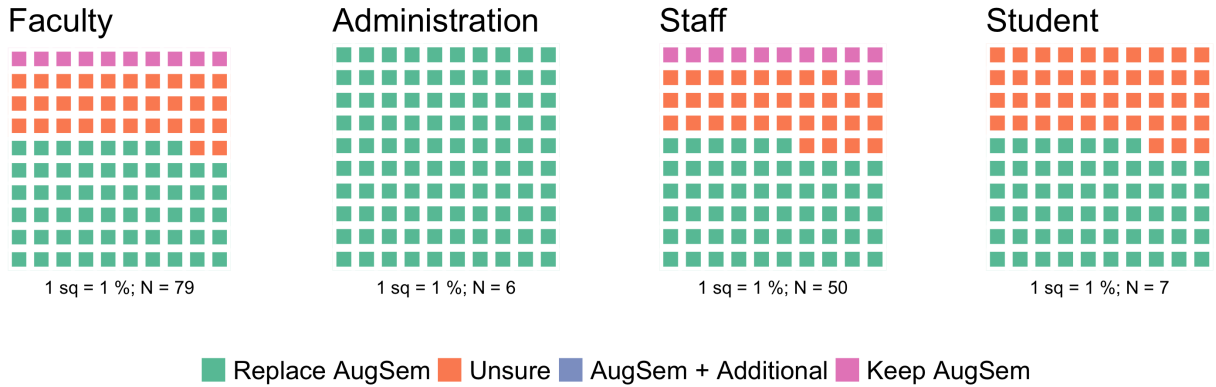 Faculty
Administration
Staff
Student
1 sq = 1 %; N = 79
1 sq = 1 %; N = 6
1 sq = 1 %; N = 50
1 sq = 1 %; N = 7
Replace AugSem
Unsure
AugSem + Additional
Keep AugSem